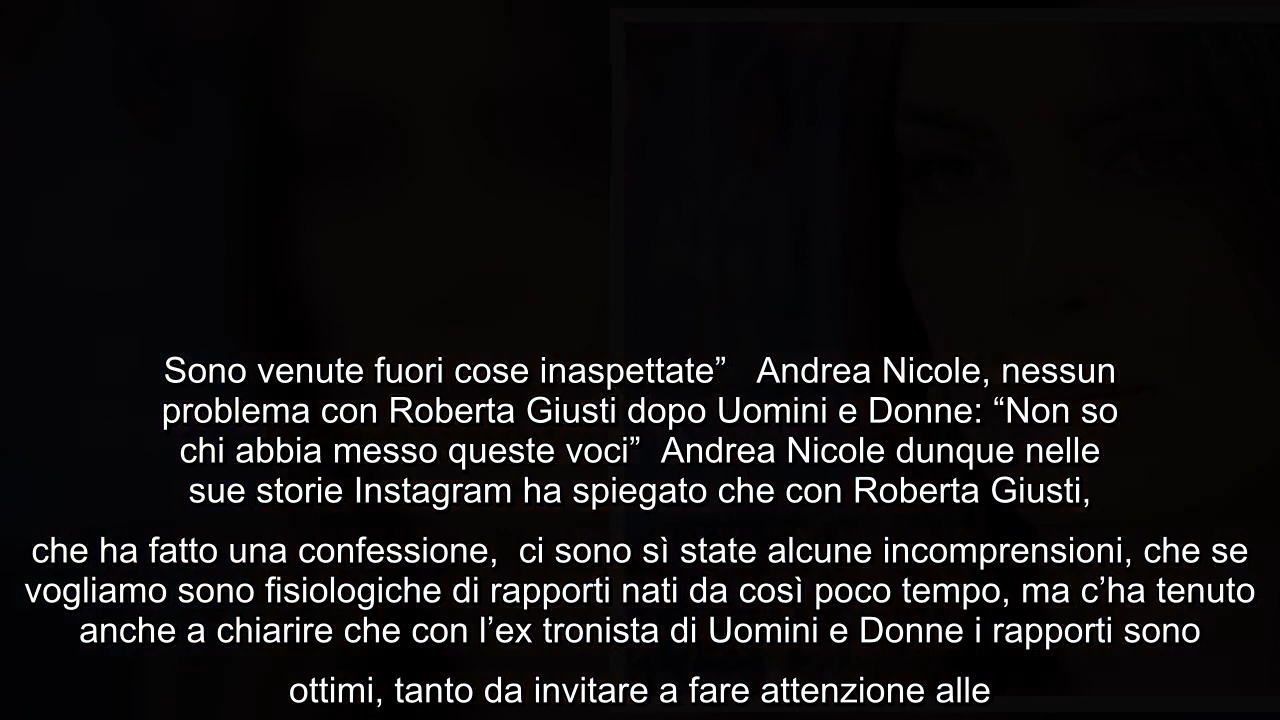 Sono venute fuori cose inaspettate”   Andrea Nicole, nessun
problema con Roberta Giusti dopo Uomini e Donne: “Non so
chi abbia messo queste voci”  Andrea Nicole dunque nelle
sue storie Instagram ha spiegato che con Roberta Giusti,
che ha fatto una confessione,  ci sono sì state alcune incomprensioni, che se
vogliamo sono fisiologiche di rapporti nati da così poco tempo, ma c’ha tenuto
anche a chiarire che con l’ex tronista di Uomini e Donne i rapporti sono
ottimi, tanto da invitare a fare attenzione alle